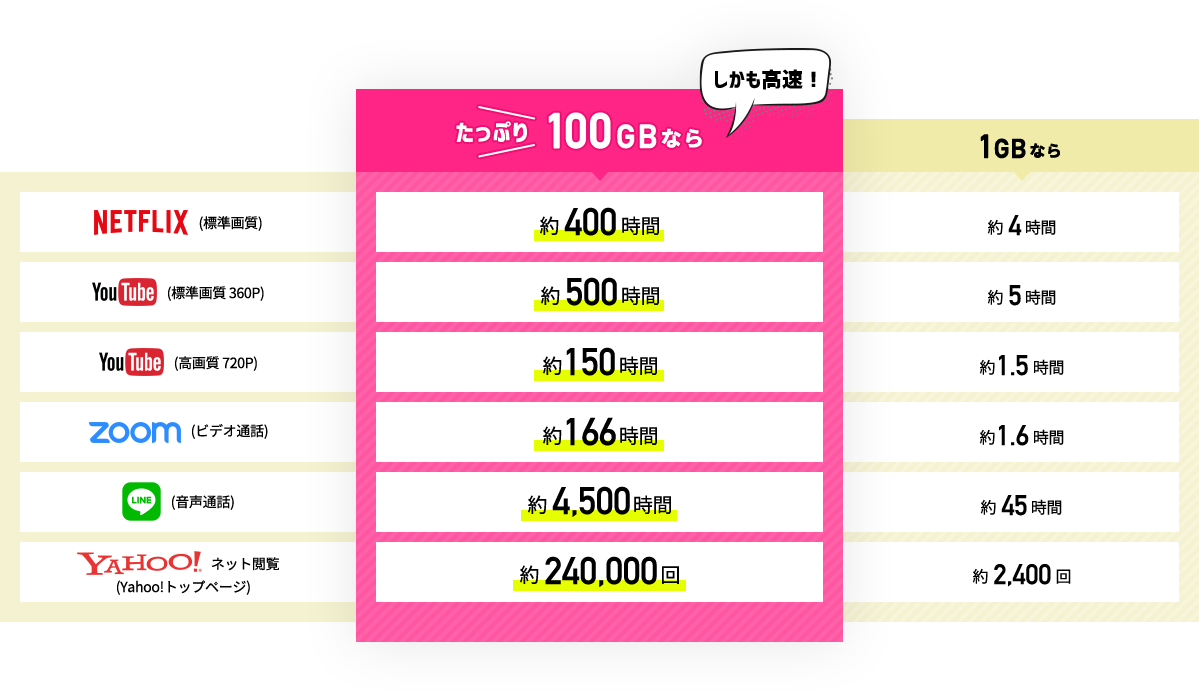 しかも高速！
たっぷり 100GBなら
1GBなら
NETFLIX (標準画質) 約400時間 約4時間
YouTube (標準画質 360P) 約500時間 約5時間
YouTube (高画質 720P) 約150時間 約1.5時間
zoom (ビデオ通話) 約166時間 約1.6時間
LINE (音声通話) 約4,500時間 約45時間
YAHOO! ネット閲覧 約240,000回 約2,400回
(Yahoo!トップページ)